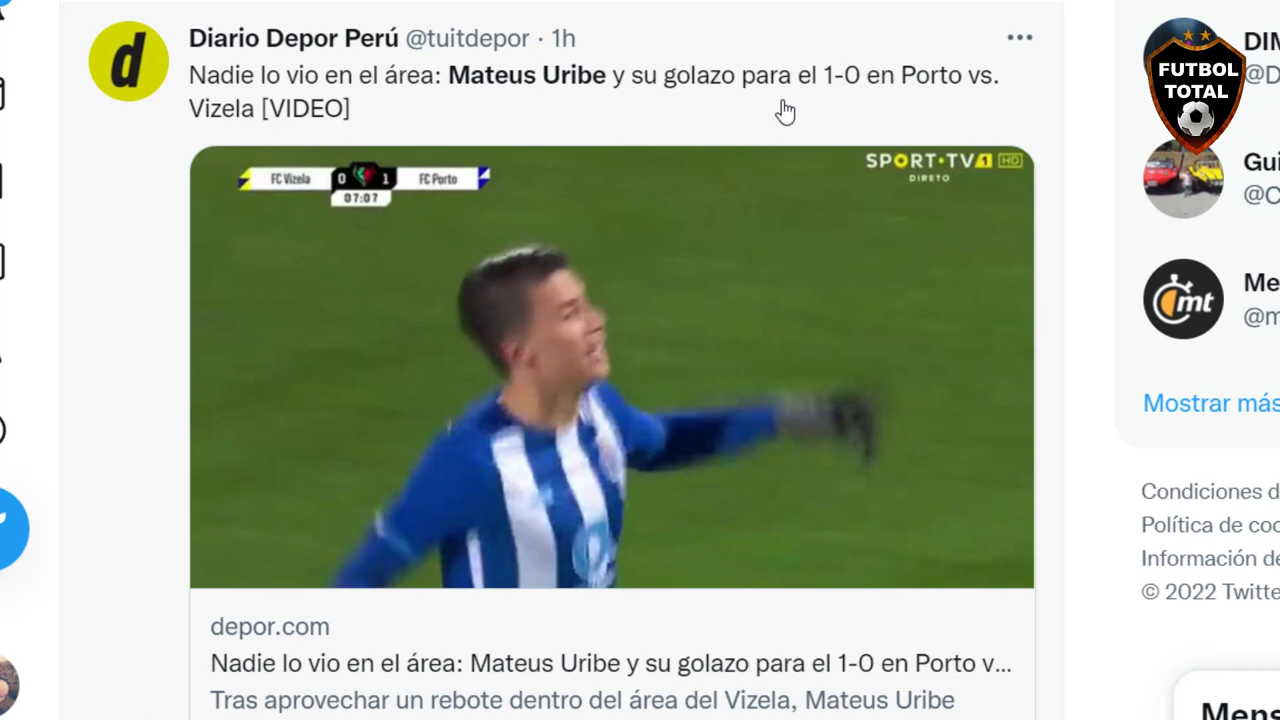 Diario Depor Perú @tuitdepor · 1h
Nadie lo vio en el área: Mateus Uribe y su golazo para el 1-0 en Porto vs.
Vizela [VIDEO]
FC Vizela 0 1 FC Porto
07:07
SPORT•TV1 HD
DIRETO
depor.com
Nadie lo vio en el área: Mateus Uribe y su golazo para el 1-0 en Porto v...
Tras aprovechar un rebote dentro del área del Vizela, Mateus Uribe
DIM
@D
FUTBOL
TOTAL
Gui
@C
mt
Me
@m
Mostrar más
Condiciones d
Política de coo
Información de
© 2022 Twitte
Mens